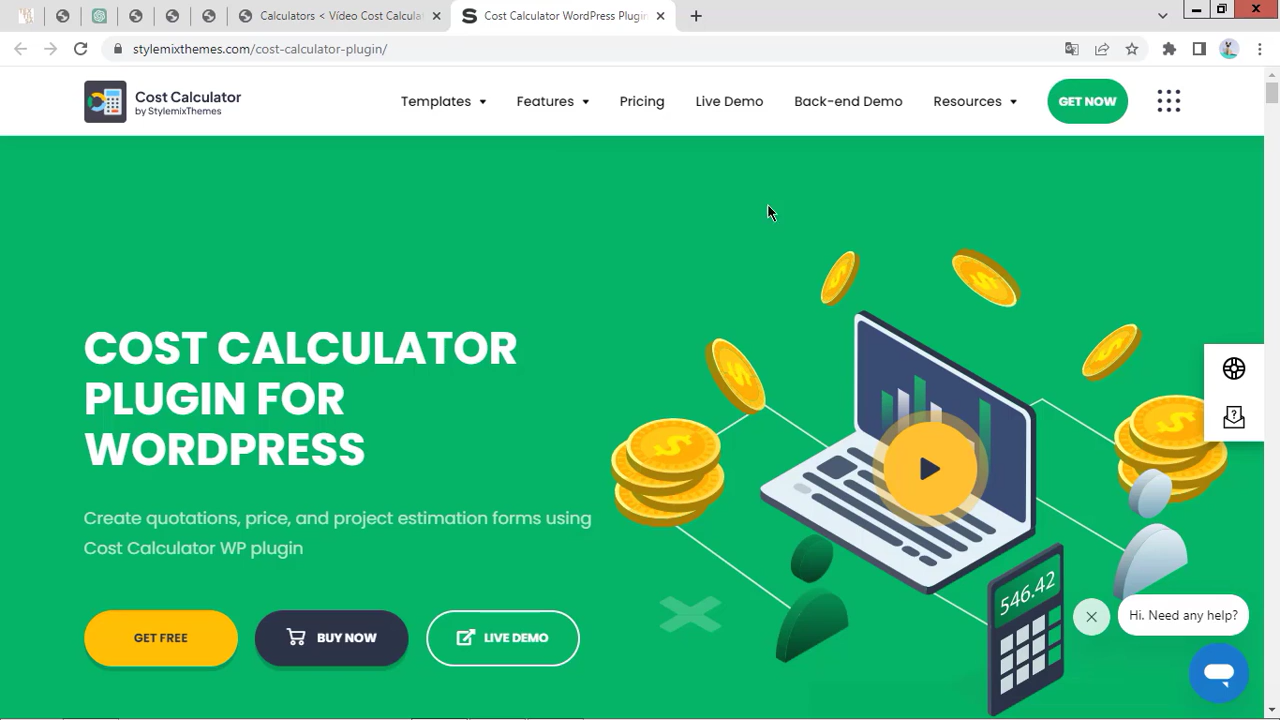 Calculators < Vídeo Cost Calcula
Cost Calculator WordPress Plugin
stylemixthemes.com/cost-calculator-plugin/
Cost Calculator
by StylemixThemes
Templates
Features
Pricing
Live Demo
Back-end Demo
Resources
GET NOW
COST CALCULATOR
PLUGIN FOR
WORDPRESS
Create quotations, price, and project estimation forms using
Cost Calculator WP plugin
GET FREE
BUY NOW
LIVE DEMO
546.42
Hi. Need any help?